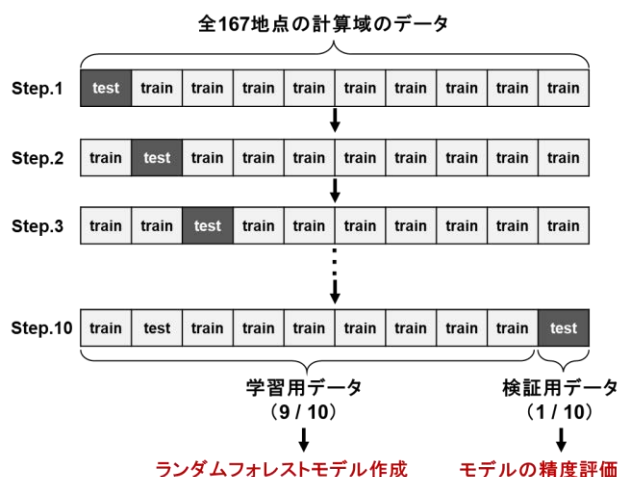 全167地点の計算域のデータ
Step.1 test train train train train train train train train train
Step.2 train test train train train train train train train train
Step.3 train train test train train train train train train train
Step.10 train test train train train train train train train test
学習用データ 検証用データ
(9 / 10) (1 / 10)
ランダムフォレストモデル作成 モデルの精度評価